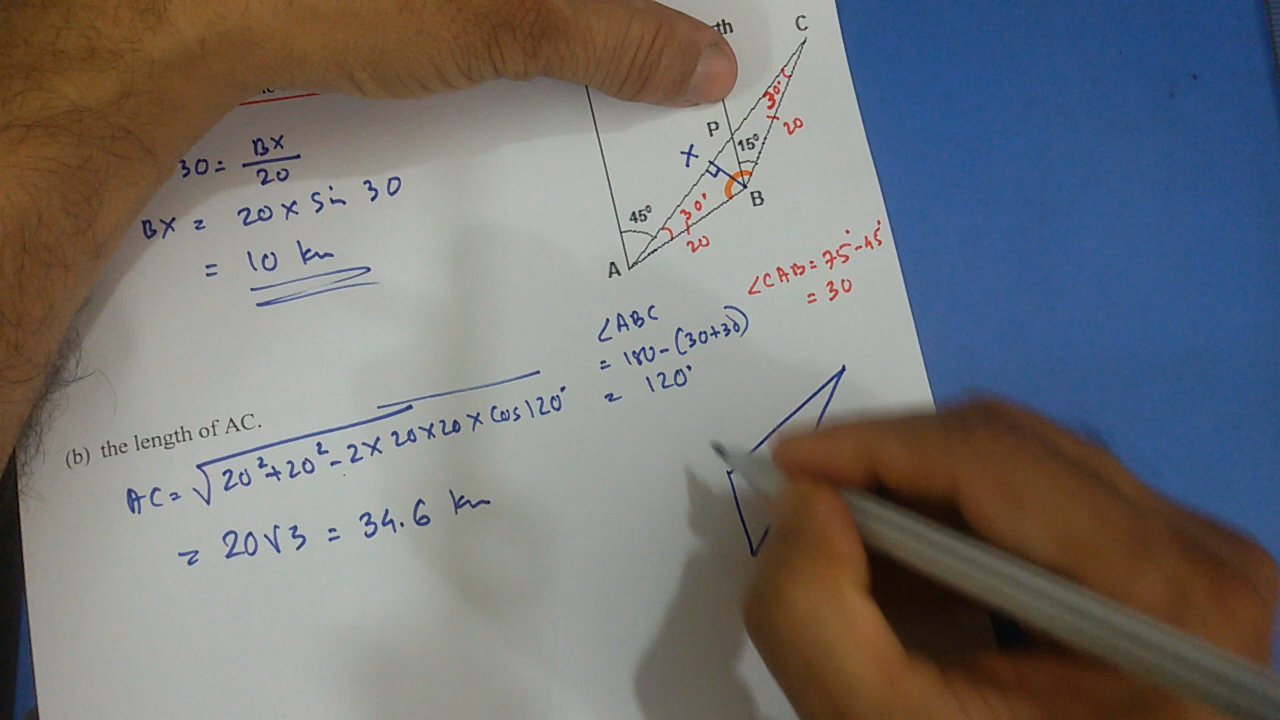 th
C
30°
20
P
15°
X
B
45°
30°
20
A
30 = BX / 20
BX = 20 x sin 30
= 10 km
∠CAB = 75° - 45°
= 30
∠ABC
= 180 - (30+30)
= 120°
(b) the length of AC.
AC = √20² + 20² - 2 x 20 x 20 x Cos 120°
= 20√3 = 34.6 km